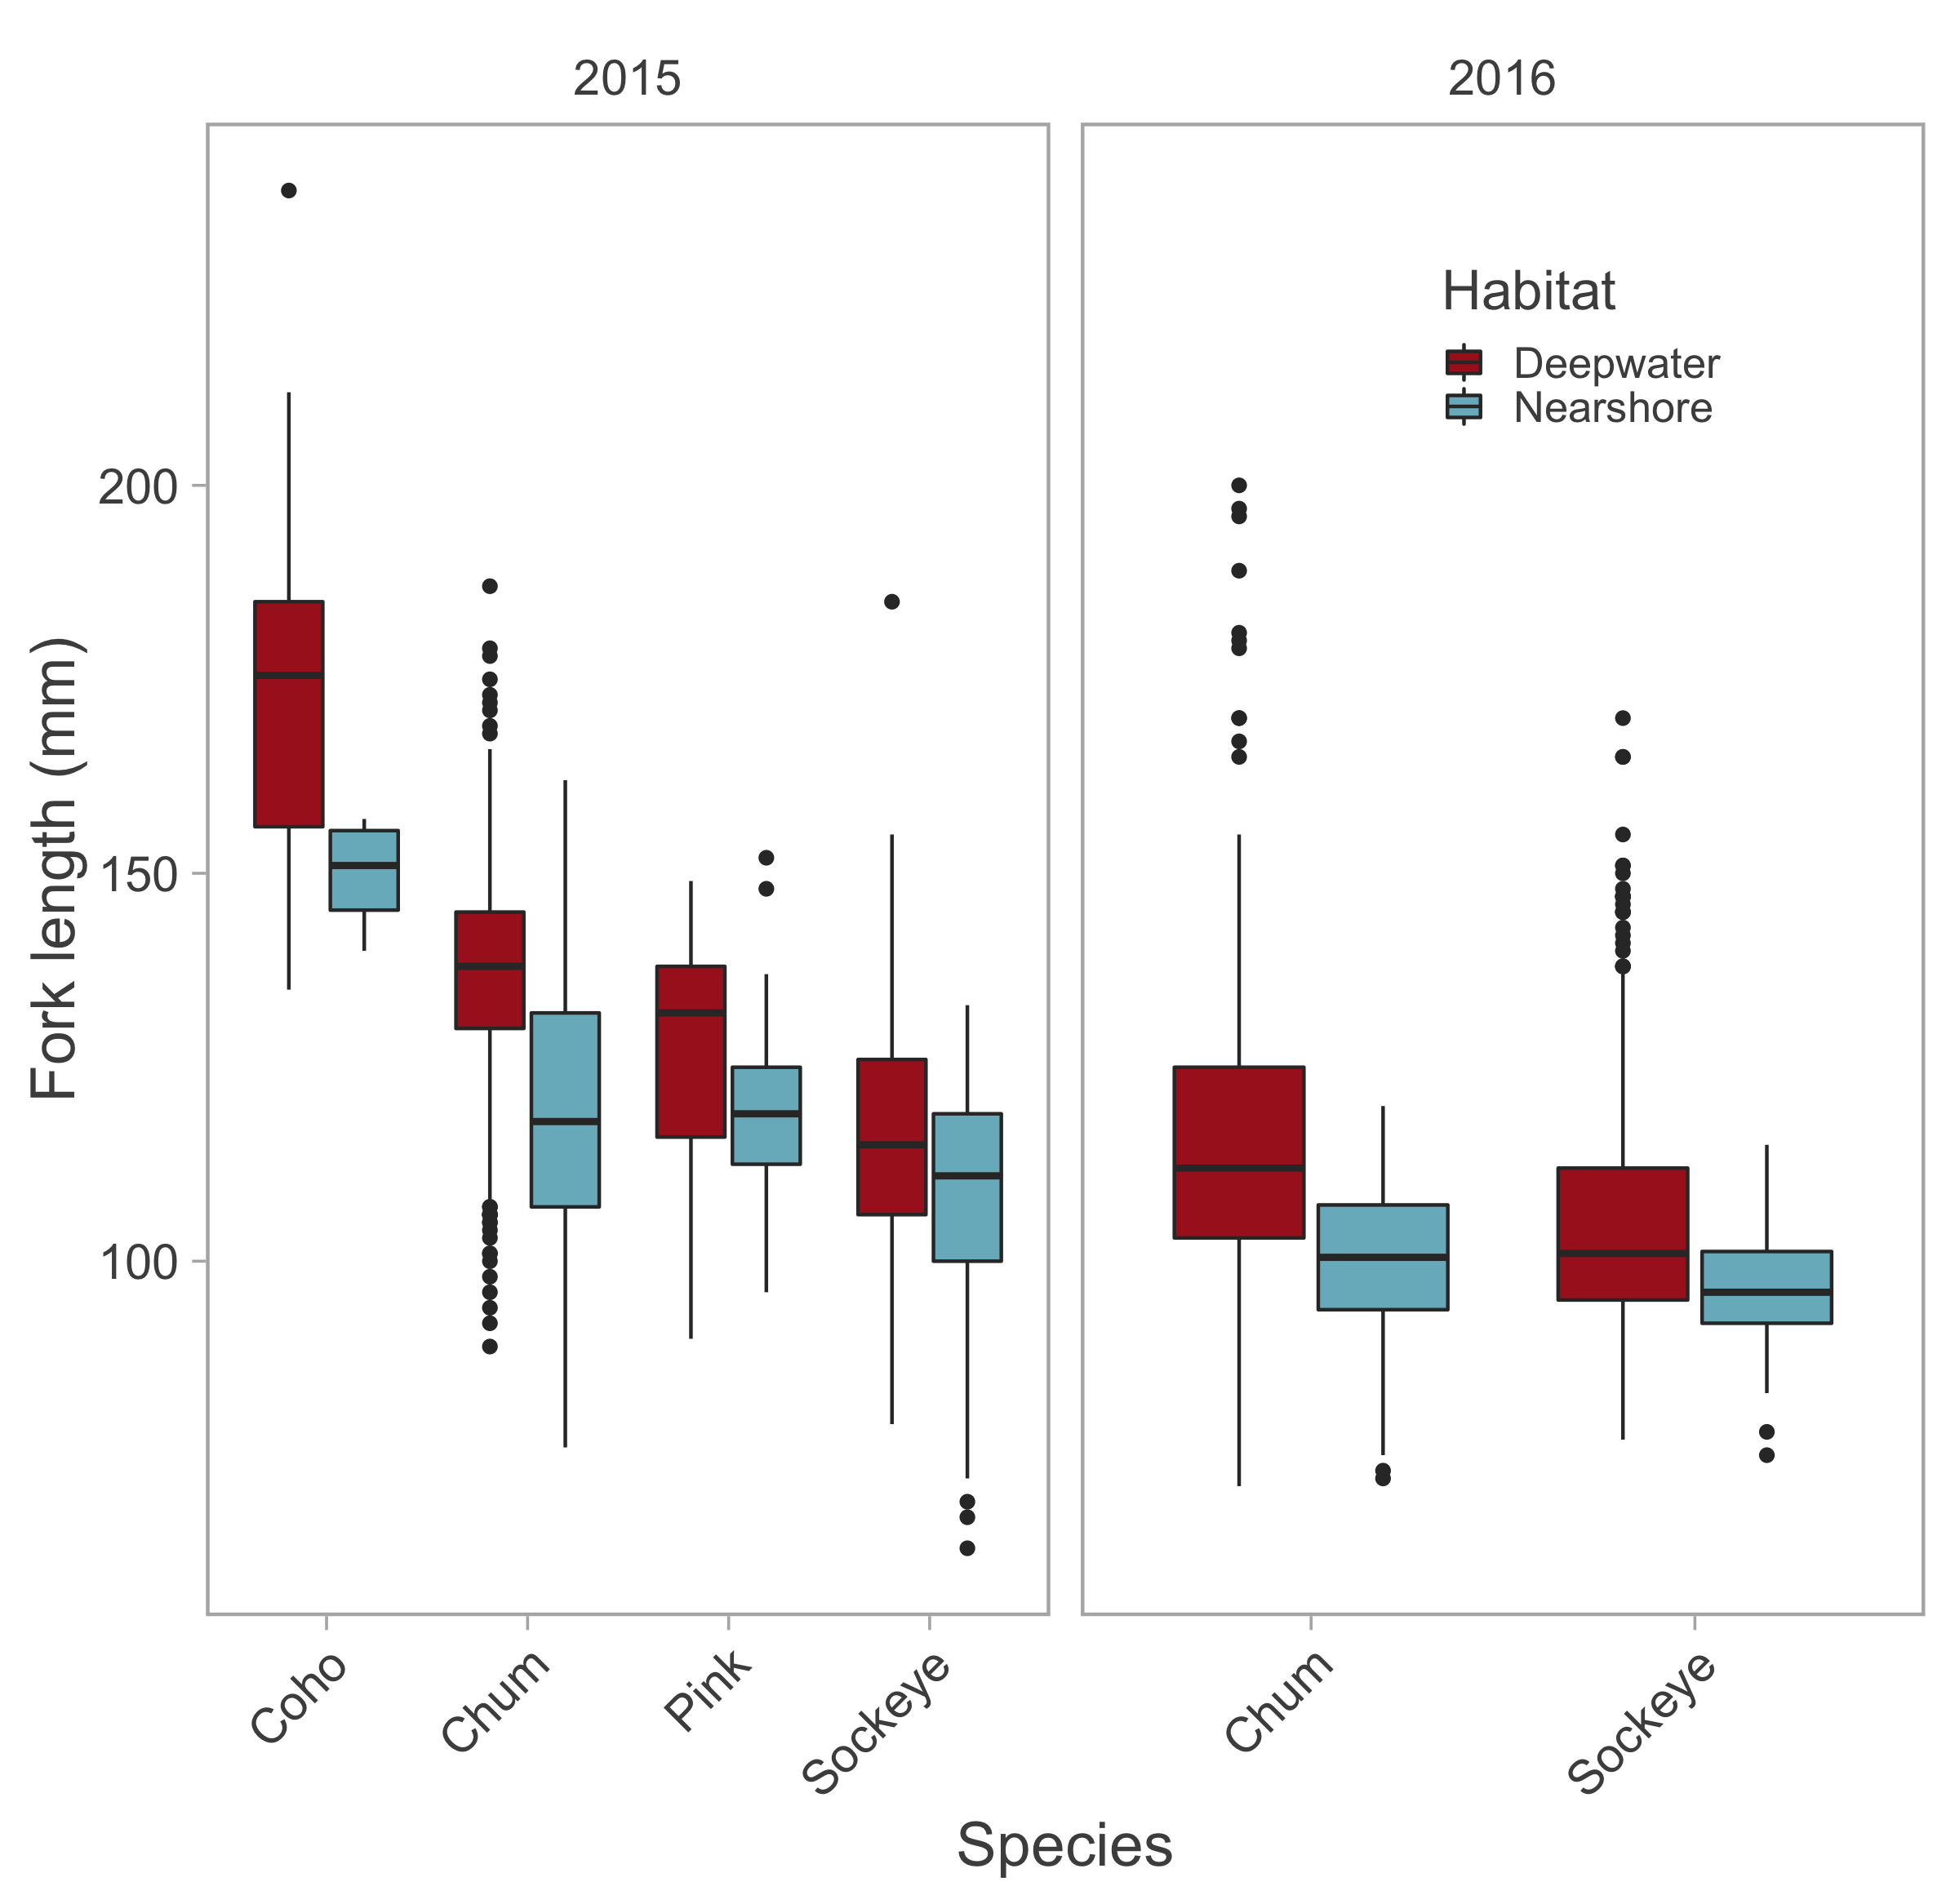 2015
2016
Habitat
Deepwater
Nearshore
Fork length (mm)
200
150
100
Coho
Chum
Pink
Sockeye
Chum
Sockeye
Species